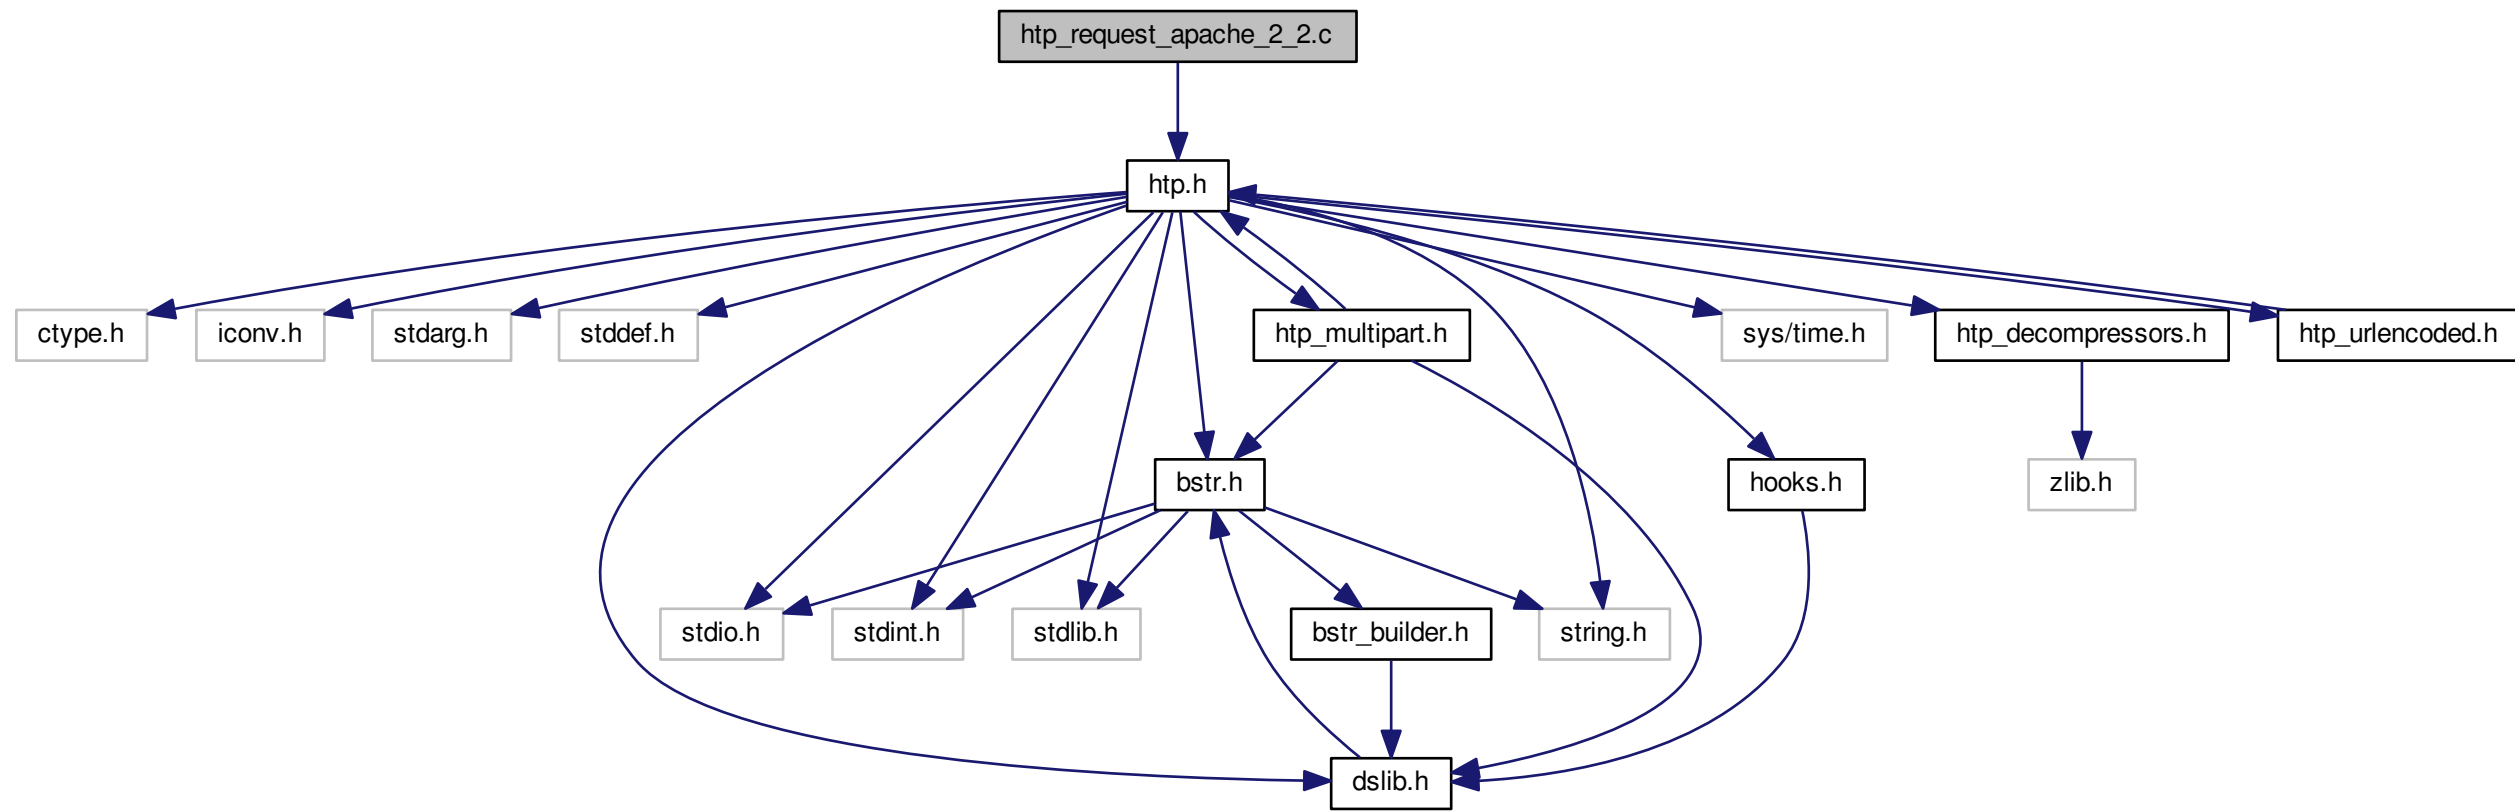 htp_request_apache_2_2.c
htp.h
ctype.h
iconv.h
stdarg.h
stddef.h
htp_multipart.h
sys/time.h
htp_decompressors.h
htp_urlencoded.h
bstr.h
hooks.h
zlib.h
stdio.h
stdint.h
stdlib.h
bstr_builder.h
string.h
dslib.h